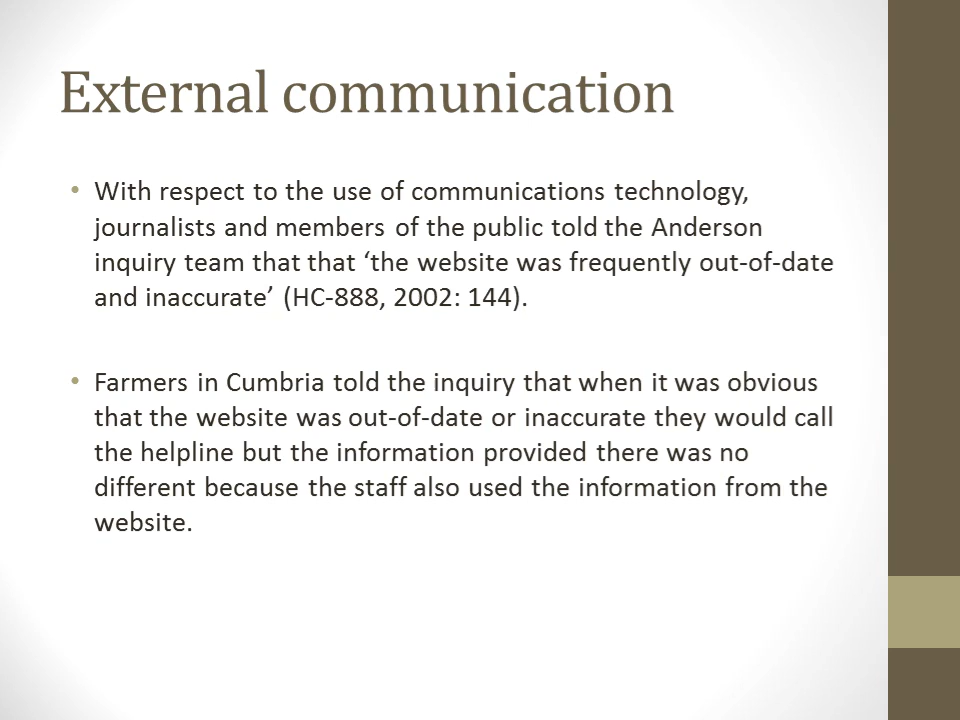 External communication
• With respect to the use of communications technology,
journalists and members of the public told the Anderson
inquiry team that that ‘the website was frequently out-of-date
and inaccurate’ (HC-888, 2002: 144).
• Farmers in Cumbria told the inquiry that when it was obvious
that the website was out-of-date or inaccurate they would call
the helpline but the information provided there was no
different because the staff also used the information from the
website.